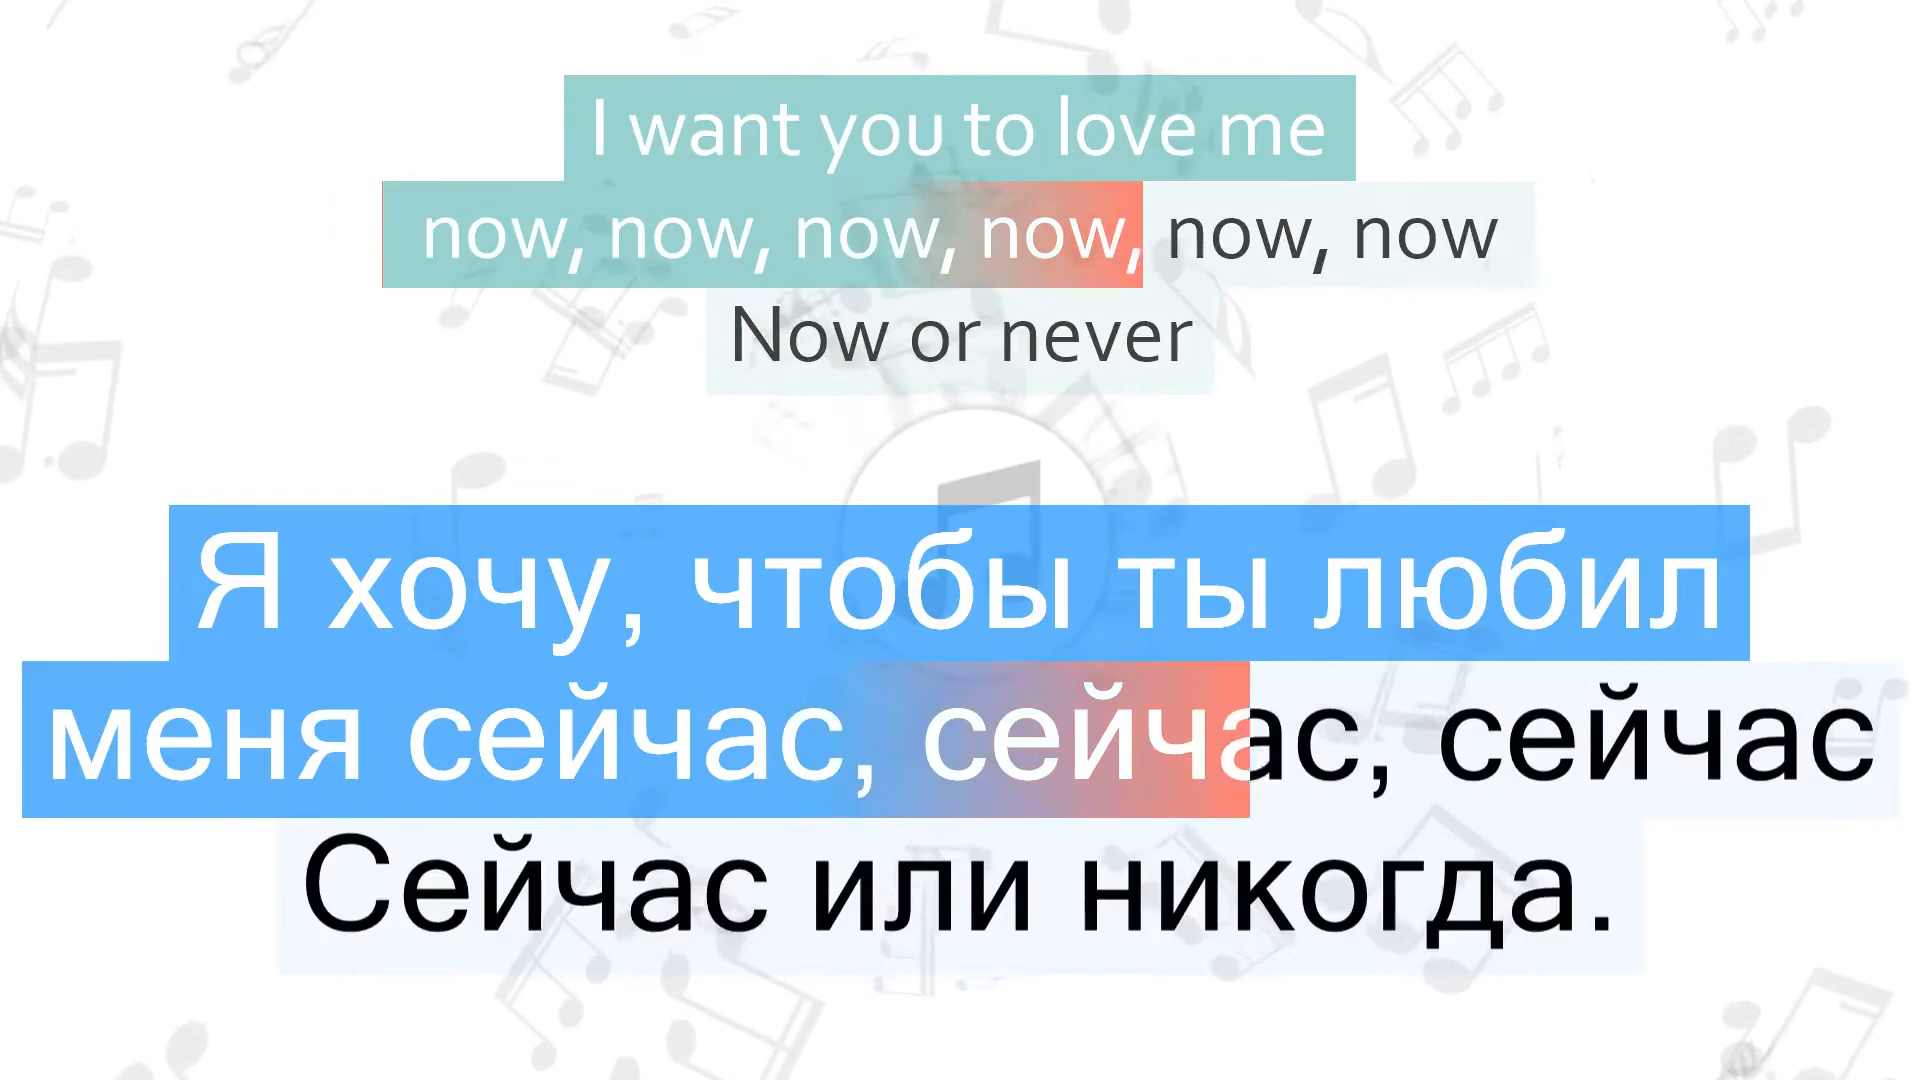 I want you to love me
now, now, now, now, now, now
Now or never
Я хочу, чтобы ты любил
меня сейчас, сейчас, сейчас
Сейчас или никогда.